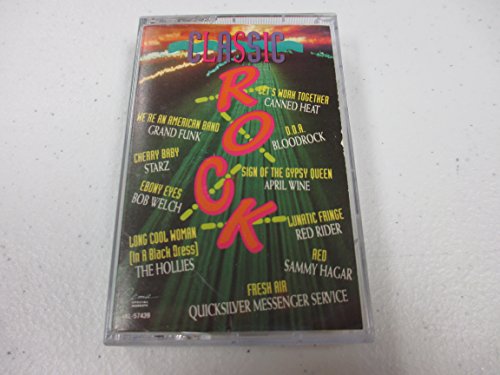 CLASSIC
ROCK
LET'S WORK TOGETHER
CANNED HEAT
WE'RE AN AMERICAN BAND
GRAND FUNK
D.O.A.
BLOODROCK
CHERRY BABY
STARZ
SIGN OF THE GYPSY QUEEN
APRIL WINE
EBONY EYES
BOB WELCH
LUNATIC FRINGE
RED RIDER
LONG COOL WOMAN
(In A Black Dress)
THE HOLLIES
RED
SAMMY HAGAR
FRESH AIR
QUICKSILVER MESSENGER SERVICE